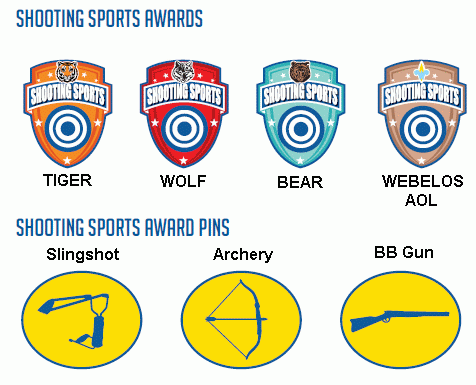 SHOOTING SPORTS AWARDS
SHOOTING SPORTS SHOOTING SPORTS SHOOTING SPORTS SHOOTING SPORTS
TIGER WOLF BEAR WEBELOS
AOL
SHOOTING SPORTS AWARD PINS
Slingshot Archery BB Gun